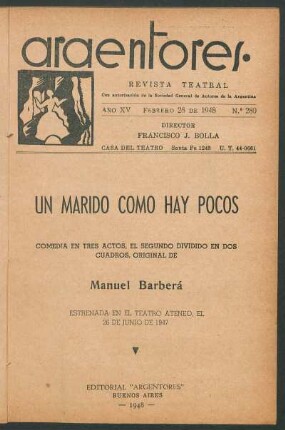 argentores.
REVISTA TEATRAL
Con autorización de la Sociedad General de Autores de la Argentina
AÑO XV FEBRERO 28 DE 1948 N.º 280
DIRECTOR
FRANCISCO J. BOLLA
CASA DEL TEATRO Santa Fe 1243 U. T. 44-0061
UN MARIDO COMO HAY POCOS
COMEDIA EN TRES ACTOS, EL SEGUNDO DIVIDIDO EN DOS
CUADROS, ORIGINAL DE
Manuel Barberá
ESTRENADA EN EL TEATRO ATENEO, EL
26 DE JUNIO DE 1947
EDITORIAL "ARGENTORES"
BUENOS AIRES
— 1948 —